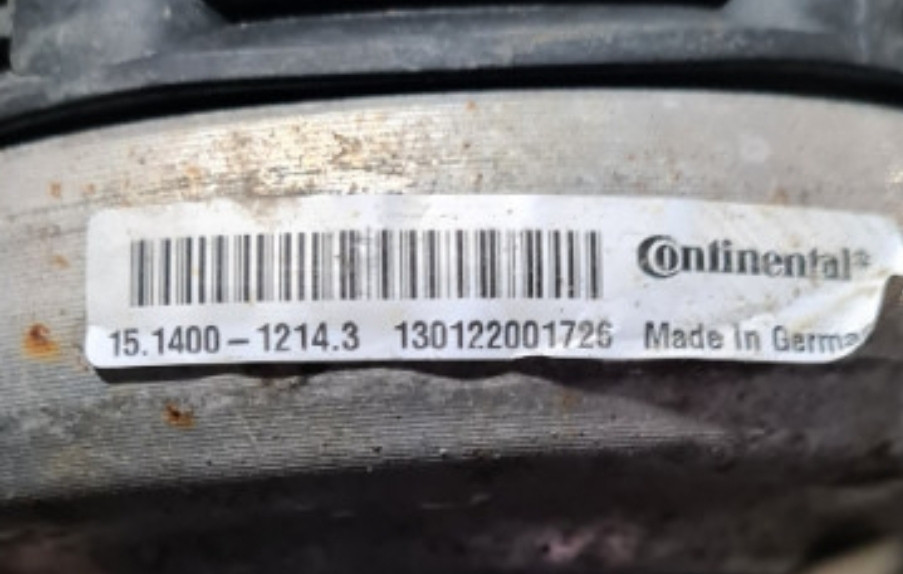 Continental®
15.1400-1214.3 130122001726 Made In Germa